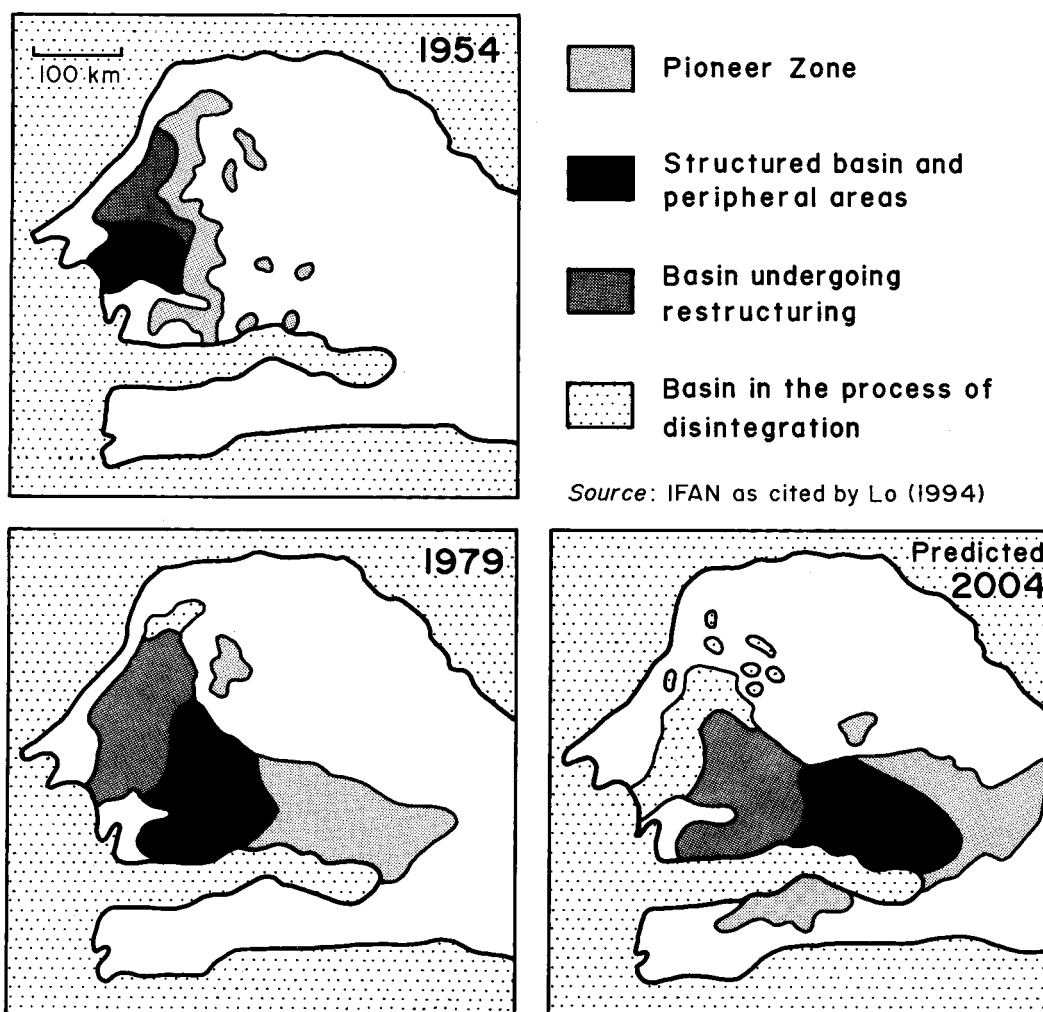 1954
100 km
Pioneer Zone
Structured basin and
peripheral areas
Basin undergoing
restructuring
Basin in the process of
disintegration
Source: IFAN as cited by Lo (1994)
1979
Predicted
2004